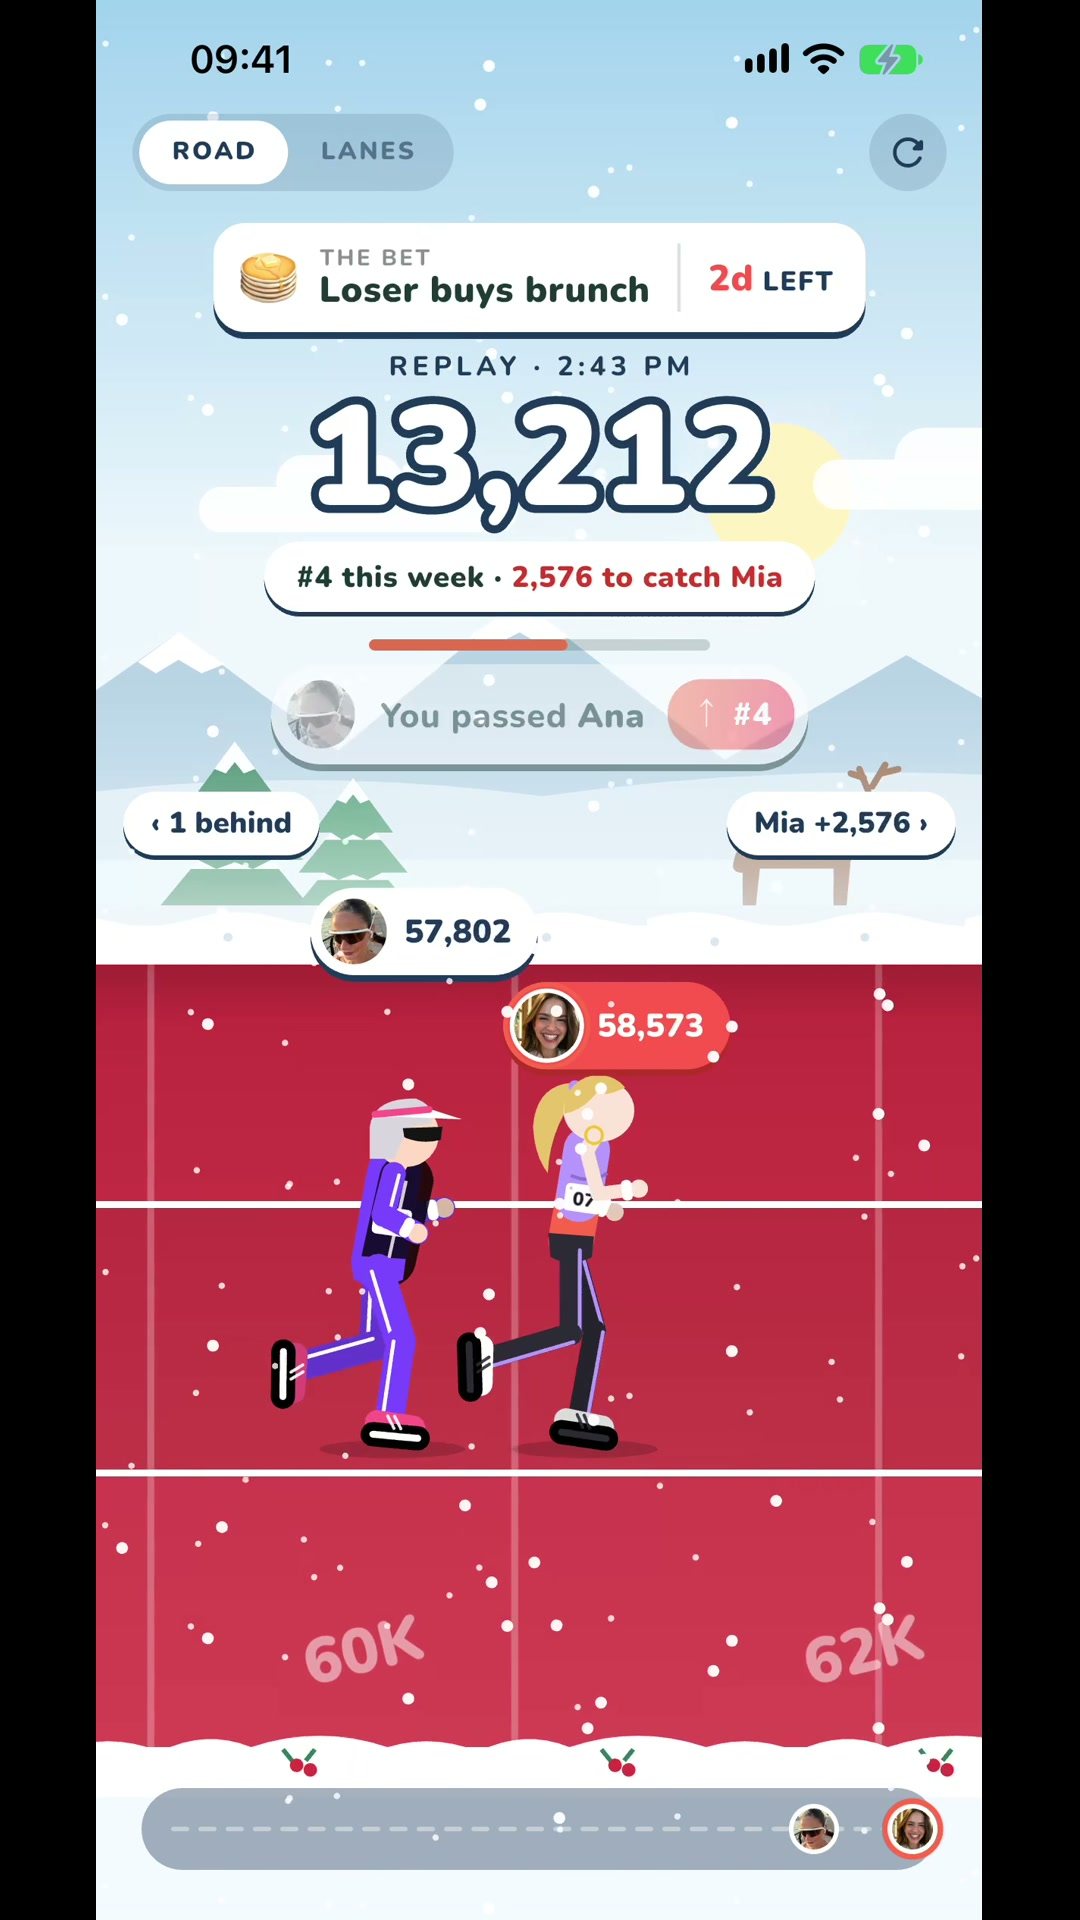 09:41
ROAD LANES
THE BET
Loser buys brunch
2d LEFT
REPLAY · 2:43 PM
13,212
#4 this week · 2,576 to catch Mia
You passed Ana ↑ #4
‹ 1 behind
Mia +2,576 ›
57,802
58,573
07
60K 62K